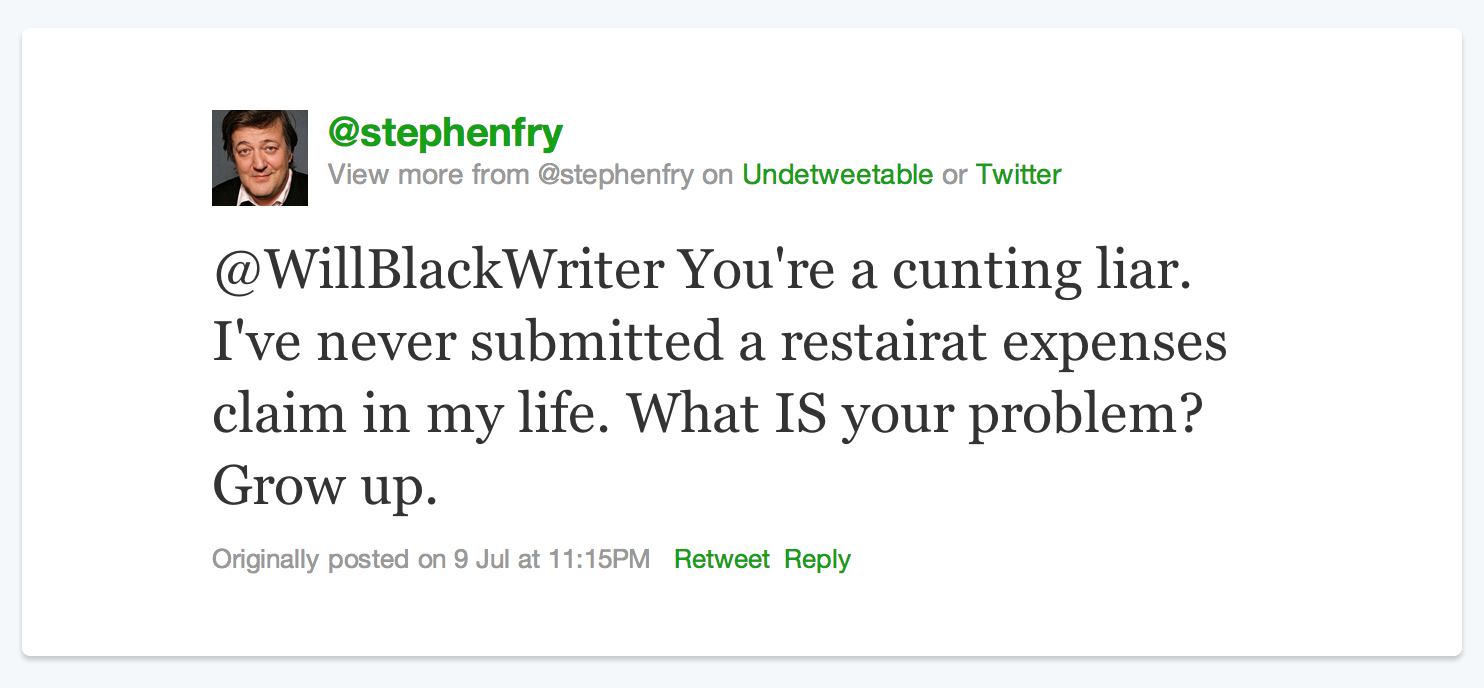 @stephenfry
View more from @stephenfry on Undetweetable or Twitter
@WillBlackWriter You're a cunting liar.
I've never submitted a restairat expenses
claim in my life. What IS your problem?
Grow up.
Originally posted on 9 Jul at 11:15PM Retweet Reply